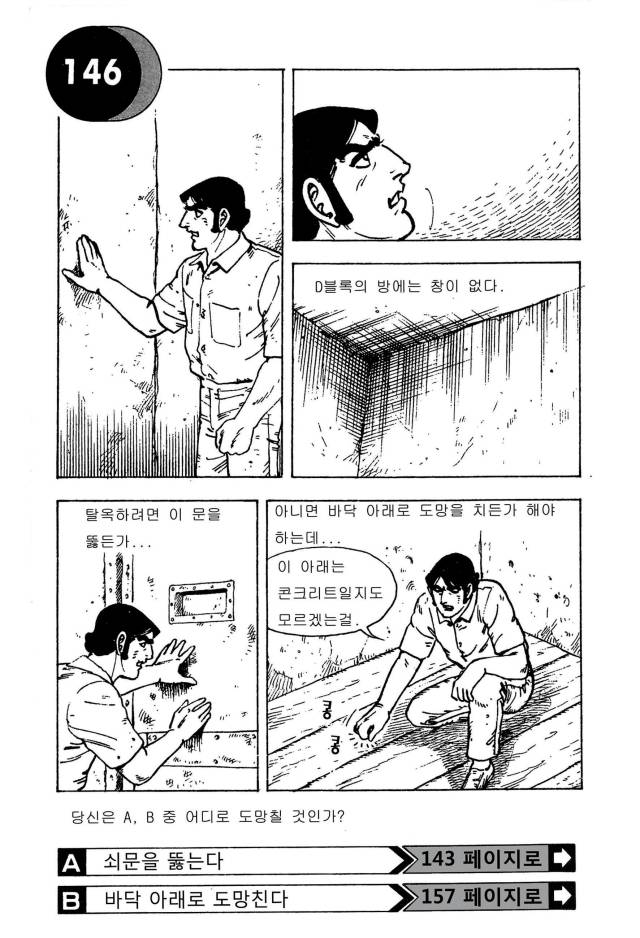 146
D블록의 방에는 창이 없다.
탈옥하려면 이 문을
뚫든가...
아니면 바닥 아래로 도망을 치든가 해야
하는데...
이 아래는
콘크리트일지도
모르겠는걸.
쿵
쿵
당신은 A, B 중 어디로 도망칠 것인가?
A 쇠문을 뚫는다 143 페이지로
B 바닥 아래로 도망친다 157 페이지로